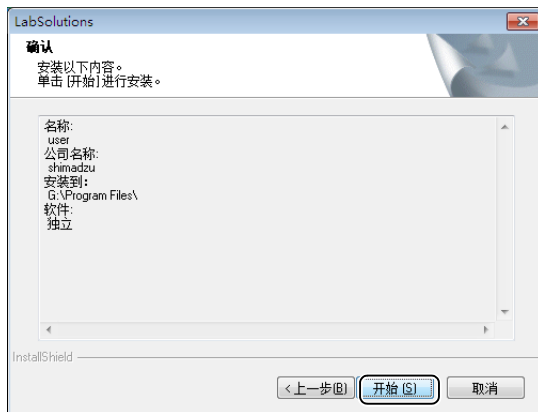 LabSolutions
确认
安装以下内容。
单击 [开始] 进行安装。
名称:
user
公司名称:
shimadzu
安装到：
G:\Program Files\
软件:
独立
InstallShield
< 上一步(B)
开始 (S)
取消